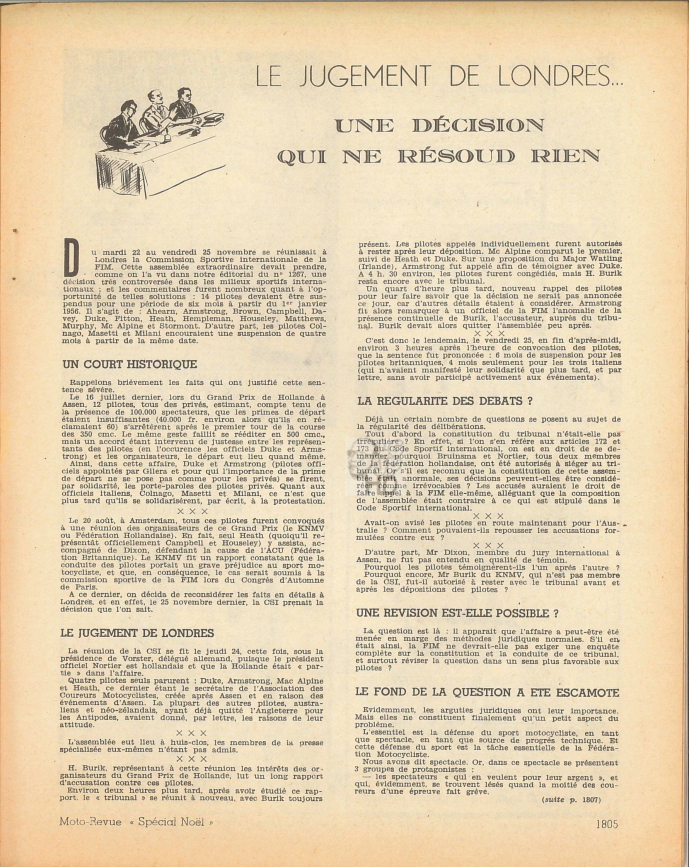 LE JUGEMENT DE LONDRES...
UNE DÉCISION
QUI NE RÉSOUD RIEN
Du mardi 22 au vendredi 25 novembre se réunissait à
Londres la Commission Sportive Internationale de la
FIM. Cette assemblée extraordinaire devait prendre,
comme on l'a vu dans notre éditorial du n° 1267, une
décision très controversée dans les milieux sportifs interna-
tionaux ; et les commentaires furent nombreux quant à l'op-
portunité de telles solutions : 14 pilotes devaient être sus-
pendus pour une période de six mois à partir du 1er janvier
1956. Il s'agit de : Ahearn, Armstrong, Brown, Campbell, Da-
vey, Duke, Fitton, Heath, Hempleman, Houseley, Matthews,
Murphy, Mc Alpine et Stormont. D'autre part, les pilotes Col-
nago, Masetti et Milani encouraient une suspension de quatre
mois à partir de la même date.
UN COURT HISTORIQUE
Rappelons brièvement les faits qui ont justifié cette sen-
tence sévère.
Le 16 juillet dernier, lors du Grand Prix de Hollande à
Assen, 12 pilotes, tous des privés, estimant, compte tenu de
la présence de 100.000 spectateurs, que les primes de départ
étaient insuffisantes (40.000 fr. environ alors qu'ils en ré-
clamaient 60) s'arrêtèrent après le premier tour de la course
des 350 cmc. Le même geste faillit se rééditer en 500 cmc.,
mais un accord étant intervenu de justesse entre les représen-
tants des pilotes (en l'occurence les officiels Duke et Arms-
trong) et les organisateurs, le départ eut lieu quand même.
Ainsi, dans cette affaire, Duke et Armstrong (pilotes offi-
ciels appointés par Gilera et pour qui l'importance de la prime
de départ ne se pose pas comme pour les privés) se firent,
par solidarité, les porte-paroles des pilotes privés. Quant aux
officiels italiens, Colnago, Masetti et Milani, ce n'est que
plus tard qu'ils se solidarisèrent, par écrit, à la protestation.
× × ×
Le 20 août, à Amsterdam, tous ces pilotes furent convoqués
à une réunion des organisateurs de ce Grand Prix (le KNMV
ou Fédération Hollandaise). En fait, seul Heath (quoiqu'il re-
présentât officiellement Campbell et Houseley) y assista, ac-
compagné de Dixon, défendant la cause de l'ACU (Fédéra-
tion Britannique). Le KNMV fit un rapport constatant que la
conduite des pilotes portait un grave préjudice au sport mo-
tocycliste, et que, en conséquence, le cas serait soumis à la
commission sportive de la FIM lors du Congrès d'Automne
de Paris.
A ce dernier, on décida de reconsidérer les faits en détails à
Londres, et en effet, le 25 novembre dernier, la CSI prenait la
décision que l'on sait.
LE JUGEMENT DE LONDRES
La réunion de la CSI se fit le jeudi 24, cette fois, sous la
présidence de Vorster, délégué allemand, puisque le président
officiel Nortier est hollandais et que la Hollande était « par-
tie » dans l'affaire.
Quatre pilotes seuls parurent : Duke, Armstrong, Mac Alpine
et Heath, ce dernier étant le secrétaire de l'Association des
Coureurs Motocyclistes, créée après Assen et en raison des
événements d'Assen. La plupart des autres pilotes, austra-
liens et néo-zélandais, ayant déjà quitté l'Angleterre pour
les Antipodes, avaient donné, par lettre, les raisons de leur
attitude.
× × ×
L'assemblée eut lieu à huis-clos, les membres de la presse
spécialisée eux-mêmes n'étant pas admis.
× × ×
H. Burik, représentant à cette réunion les intérêts des or-
ganisateurs du Grand Prix de Hollande, lut un long rapport
d'accusation contre ces pilotes.
Environ deux heures plus tard, après avoir étudié ce rap-
port, le « tribunal » se réunit à nouveau, avec Burik toujours
présent. Les pilotes appelés individuellement furent autorisés
à rester après leur déposition. Mc Alpine comparut le premier,
suivi de Heath et Duke. Sur une proposition du Major Watling
(Irlande), Armstrong fut appelé afin de témoigner avec Duke.
A 4 h. 30 environ, les pilotes furent congédiés, mais H. Burik
resta encore avec le tribunal.
Un quart d'heure plus tard, nouveau rappel des pilotes
pour leur faire savoir que la décision ne serait pas annoncée
ce jour, car d'autres détails étaient à considérer. Armstrong
fit alors remarquer à un officiel de la FIM l'anomalie de la
présence continuelle de Burik, l'accusateur, auprès du tribu-
nal. Burik devait alors quitter l'assemblée peu après.
× × ×
C'est donc le lendemain, le vendredi 25, en fin d'après-midi,
environ 3 heures après l'heure de convocation des pilotes,
que la sentence fut prononcée : 6 mois de suspension pour les
pilotes britanniques, 4 mois seulement pour les trois italiens
(qui n'avaient manifesté leur solidarité que plus tard, et par
lettre, sans avoir participé activement aux événements).
LA REGULARITE DES DEBATS ?
Déjà un certain nombre de questions se posent au sujet de
la régularité des délibérations.
Tout d'abord la constitution du tribunal n'était-elle pas
? En effet, si l'on s'en réfère aux articles 172 et
Code Sportif international, on est en droit de se de-
pourquoi Bruinsma et Nortier, tous deux membres
hollandaise, ont été autorisés à siéger au tri-
Or s'il est reconnu que la constitution de cette assem-
anormale, ses décisions peuvent-elles être considé-
comme irrévocables ? Les accusés auraient le droit de
faire appel à la FIM elle-même, alléguant que la composition
de l'assemblée était contraire à ce qui est stipulé dans le
Code Sportif international.
× × ×
Avait-on avisé les pilotes en route maintenant pour l'Aus-
tralie ? Comment pouvaient-ils repousser les accusations for-
mulées contre eux ?
× × ×
D'autre part, Mr Dixon, membre du jury international à
Assen, ne fut pas entendu en qualité de témoin.
Pourquoi les pilotes témoignèrent-ils l'un après l'autre ?
Pourquoi encore, Mr Burik du KNMV, qui n'est pas membre
de la CSI, fut-il autorisé à rester avec le tribunal avant et
après les dépositions des pilotes ?
UNE REVISION EST-ELLE POSSIBLE ?
La question est là : il apparait que l'affaire a peut-être été
menée en marge des méthodes juridiques normales. S'il en
était ainsi, la FIM ne devrait-elle pas exiger une enquête
complète sur la constitution et la conduite de ce tribunal,
et surtout réviser la question dans un sens plus favorable aux
pilotes ?
LE FOND DE LA QUESTION A ETE ESCAMOTE
Evidemment, les arguties juridiques ont leur importance.
Mais elles ne constituent finalement qu'un petit aspect du
problème.
L'essentiel est la défense du sport motocycliste, en tant
que spectacle, en tant que source de progrès technique. Et
cette défense du sport est la tâche essentielle de la Fédéra-
tion Motocycliste.
Nous avons dit spectacle. Or, dans ce spectacle se présentent
3 groupes de protagonistes :
— les spectateurs « qui en veulent pour leur argent », et
qui, évidemment, se trouvent lésés quand la moitié des cou-
reurs d'une épreuve fait grève.
(suite p. 1807)
Moto-Revue « Spécial Noël »
1805